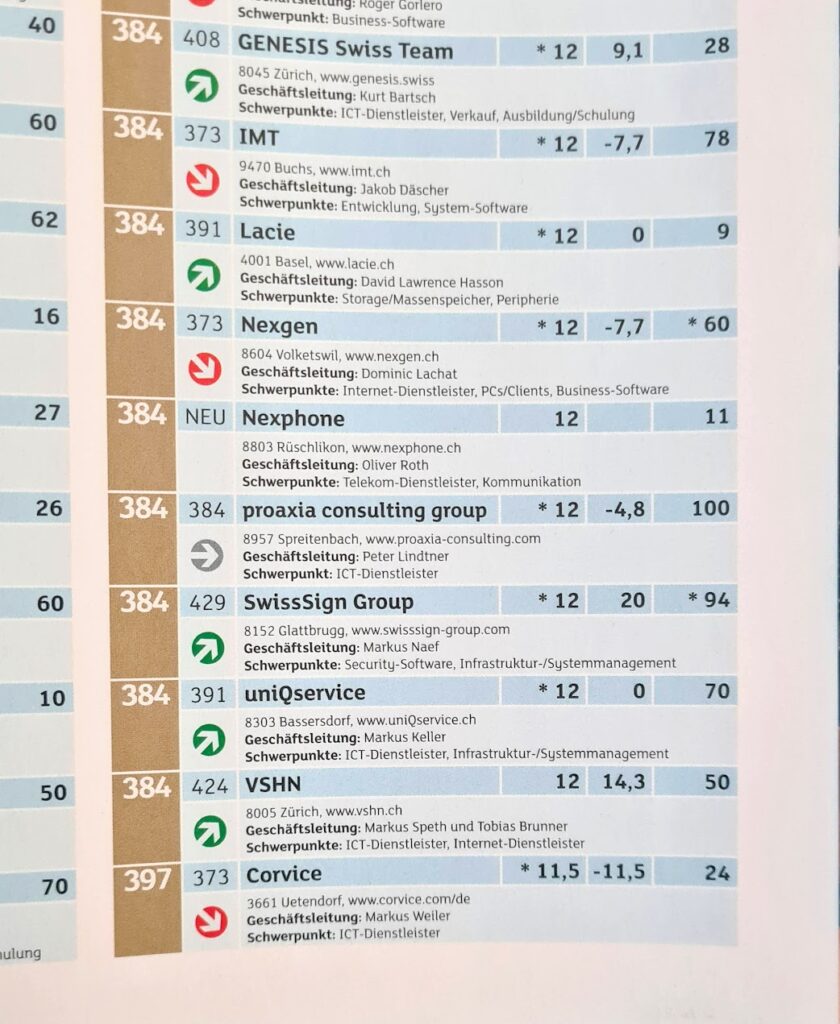 40
60
62
16
27
26
60
10
50
70
ulung
Roger Gorlero
Schwerpunkt: Business-Software
384 408 GENESIS Swiss Team * 12 9,1 28
8045 Zürich, www.genesis.swiss
Geschäftsleitung: Kurt Bartsch
Schwerpunkte: ICT-Dienstleister, Verkauf, Ausbildung/Schulung
384 373 IMT * 12 -7,7 78
9470 Buchs, www.imt.ch
Geschäftsleitung: Jakob Däscher
Schwerpunkte: Entwicklung, System-Software
384 391 Lacie * 12 0 9
4001 Basel, www.lacie.ch
Geschäftsleitung: David Lawrence Hasson
Schwerpunkte: Storage/Massenspeicher, Peripherie
384 373 Nexgen * 12 -7,7 * 60
8604 Volketswil, www.nexgen.ch
Geschäftsleitung: Dominic Lachat
Schwerpunkte: Internet-Dienstleister, PCs/Clients, Business-Software
384 NEU Nexphone 12 11
8803 Rüschlikon, www.nexphone.ch
Geschäftsleitung: Oliver Roth
Schwerpunkte: Telekom-Dienstleister, Kommunikation
384 384 proaxia consulting group * 12 -4,8 100
8957 Spreitenbach, www.proaxia-consulting.com
Geschäftsleitung: Peter Lindtner
Schwerpunkt: ICT-Dienstleister
384 429 SwissSign Group * 12 20 * 94
8152 Glattbrugg, www.swisssign-group.com
Geschäftsleitung: Markus Naef
Schwerpunkte: Security-Software, Infrastruktur-/Systemmanagement
384 391 uniQservice * 12 0 70
8303 Bassersdorf, www.uniQservice.ch
Geschäftsleitung: Markus Keller
Schwerpunkte: ICT-Dienstleister, Infrastruktur-/Systemmanagement
384 424 VSHN 12 14,3 50
8005 Zürich, www.vshn.ch
Geschäftsleitung: Markus Speth und Tobias Brunner
Schwerpunkte: ICT-Dienstleister, Internet-Dienstleister
397 373 Corvice * 11,5 -11,5 24
3661 Uetendorf, www.corvice.com/de
Geschäftsleitung: Markus Weiler
Schwerpunkt: ICT-Dienstleister